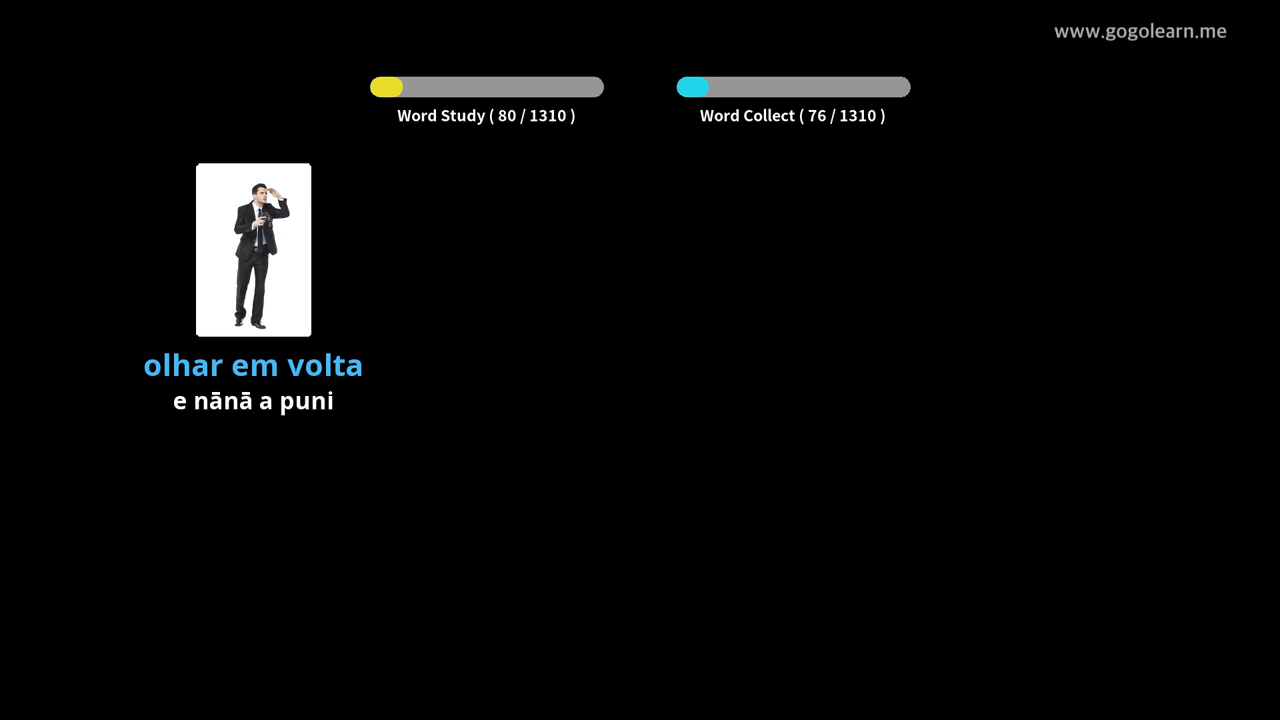 www.gogolearn.me
Word Study ( 80 / 1310 )
Word Collect ( 76 / 1310 )
olhar em volta
e nānā a puni